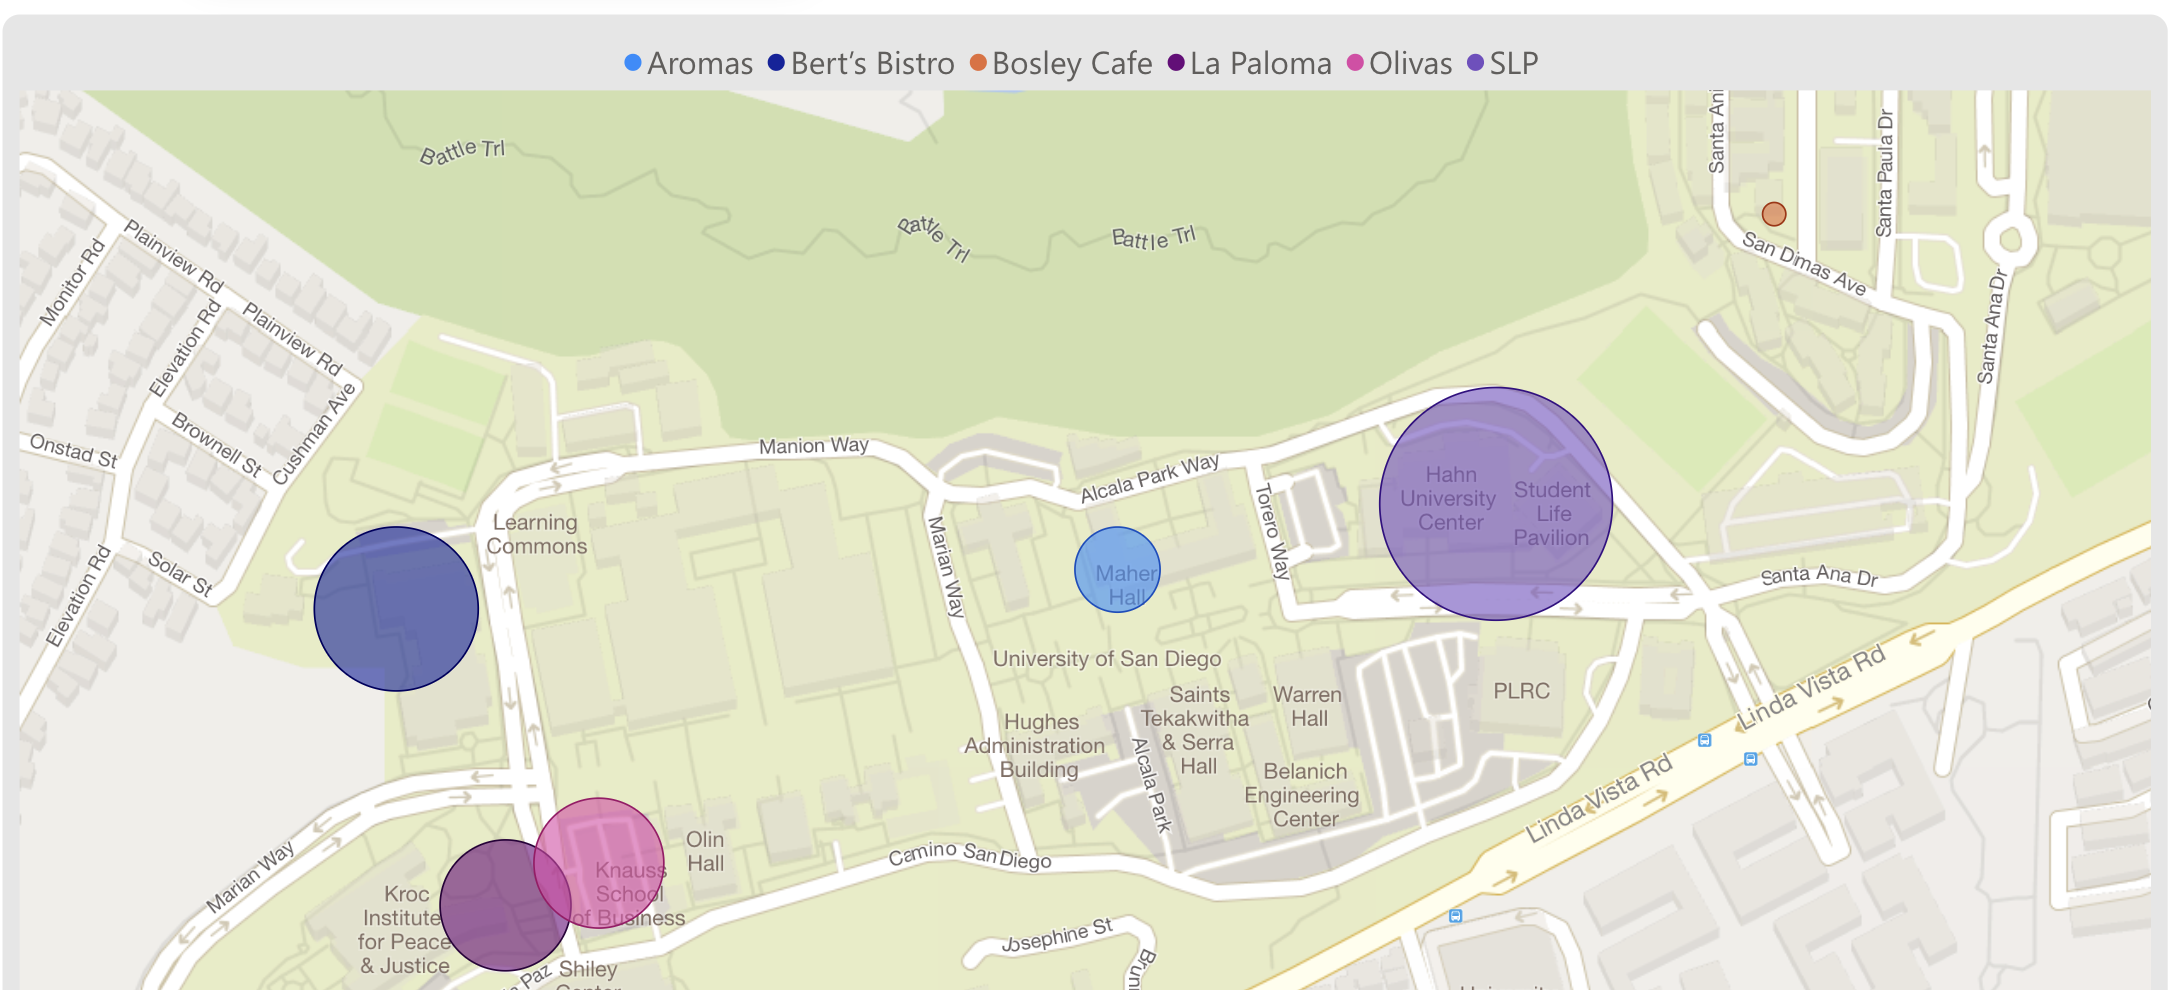 Aromas Bert's Bistro Bosley Cafe La Paloma Olivas SLP
Battle Trl
Battle Trl
Battle Trl
Santa Ani
Santa Paula Dr
San Dimas Ave
Santa Ana Dr
Monitor Rd
Plainview Rd
Elevation Rd
Plainview Rd
Onstad St
Brownell St
Cushman Ave
Solar St
Elevation Rd
Manion Way
Alcala Park Way
Learning
Commons
Marian Way
Maher
Hall
Torero Way
Hahn
University
Center
Student
Life
Pavilion
Santa Ana Dr
University of San Diego
Hughes
Administration
Building
Saints
Tekakwitha
& Serra
Hall
Warren
Hall
PLRC
Belanich
Engineering
Center
Alcala Park
Linda Vista Rd
Linda Vista Rd
Marian Way
Olin
Hall
Knauss
School
of Business
Camino San Diego
Kroc
Institute
for Peace
& Justice
Paz
Shiley
Center
Josephine St